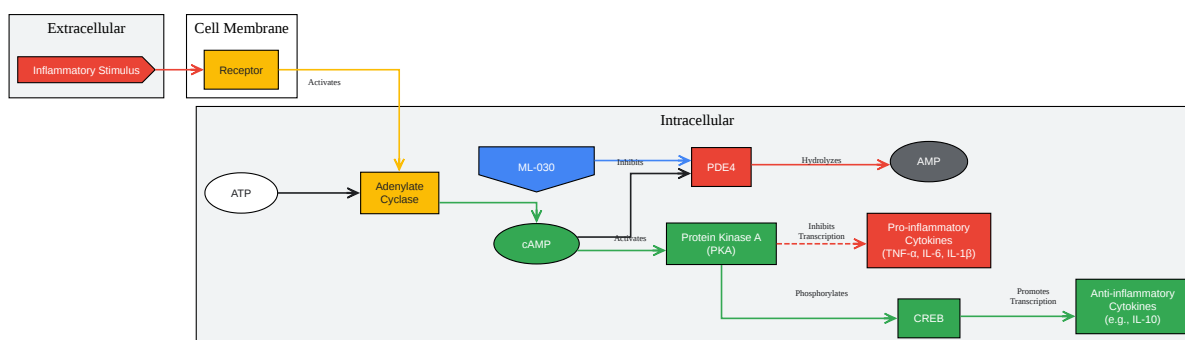 Extracellular
Inflammatory Stimulus
Cell Membrane
Receptor
Activates
Intracellular
ML-030
Inhibits
PDE4
Hydrolyzes
AMP
ATP
Adenylate
Cyclase
cAMP
Activates
Protein Kinase A
(PKA)
Inhibits
Transcription
Pro-inflammatory
Cytokines
(TNF-α, IL-6, IL-1β)
Phosphorylates
CREB
Promotes
Transcription
Anti-inflammatory
Cytokines
(e.g., IL-10)